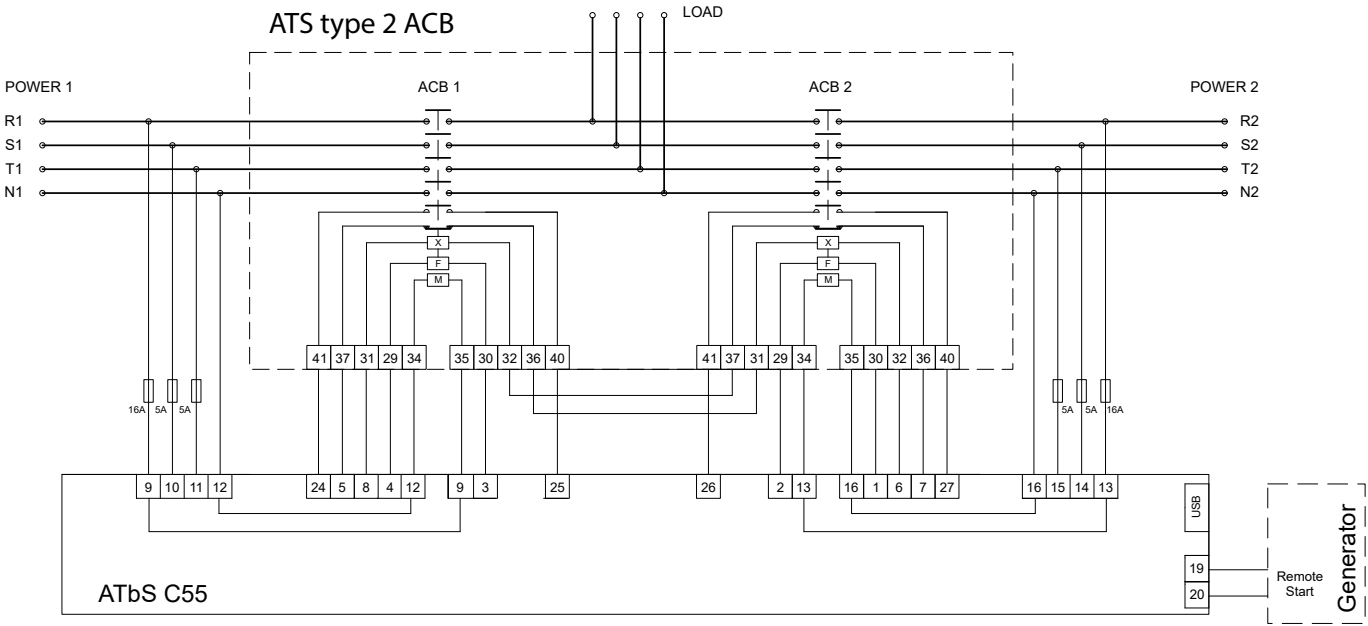 ATS type 2 ACB
LOAD
POWER 1
ACB 1
ACB 2
POWER 2
R1
R2
S1
S2
T1
T2
N1
N2
X
X
F
F
M
M
41 37 31 29 34 35 30 32 36 40 41 37 31 29 34 35 30 32 36 40
16A 5A 5A 5A 5A 16A
9 10 11 12 24 5 8 4 12 9 3 25 26 2 13 16 1 6 7 27 16 15 14 13
USB
Generator
19
Remote
Start
20
ATbS C55